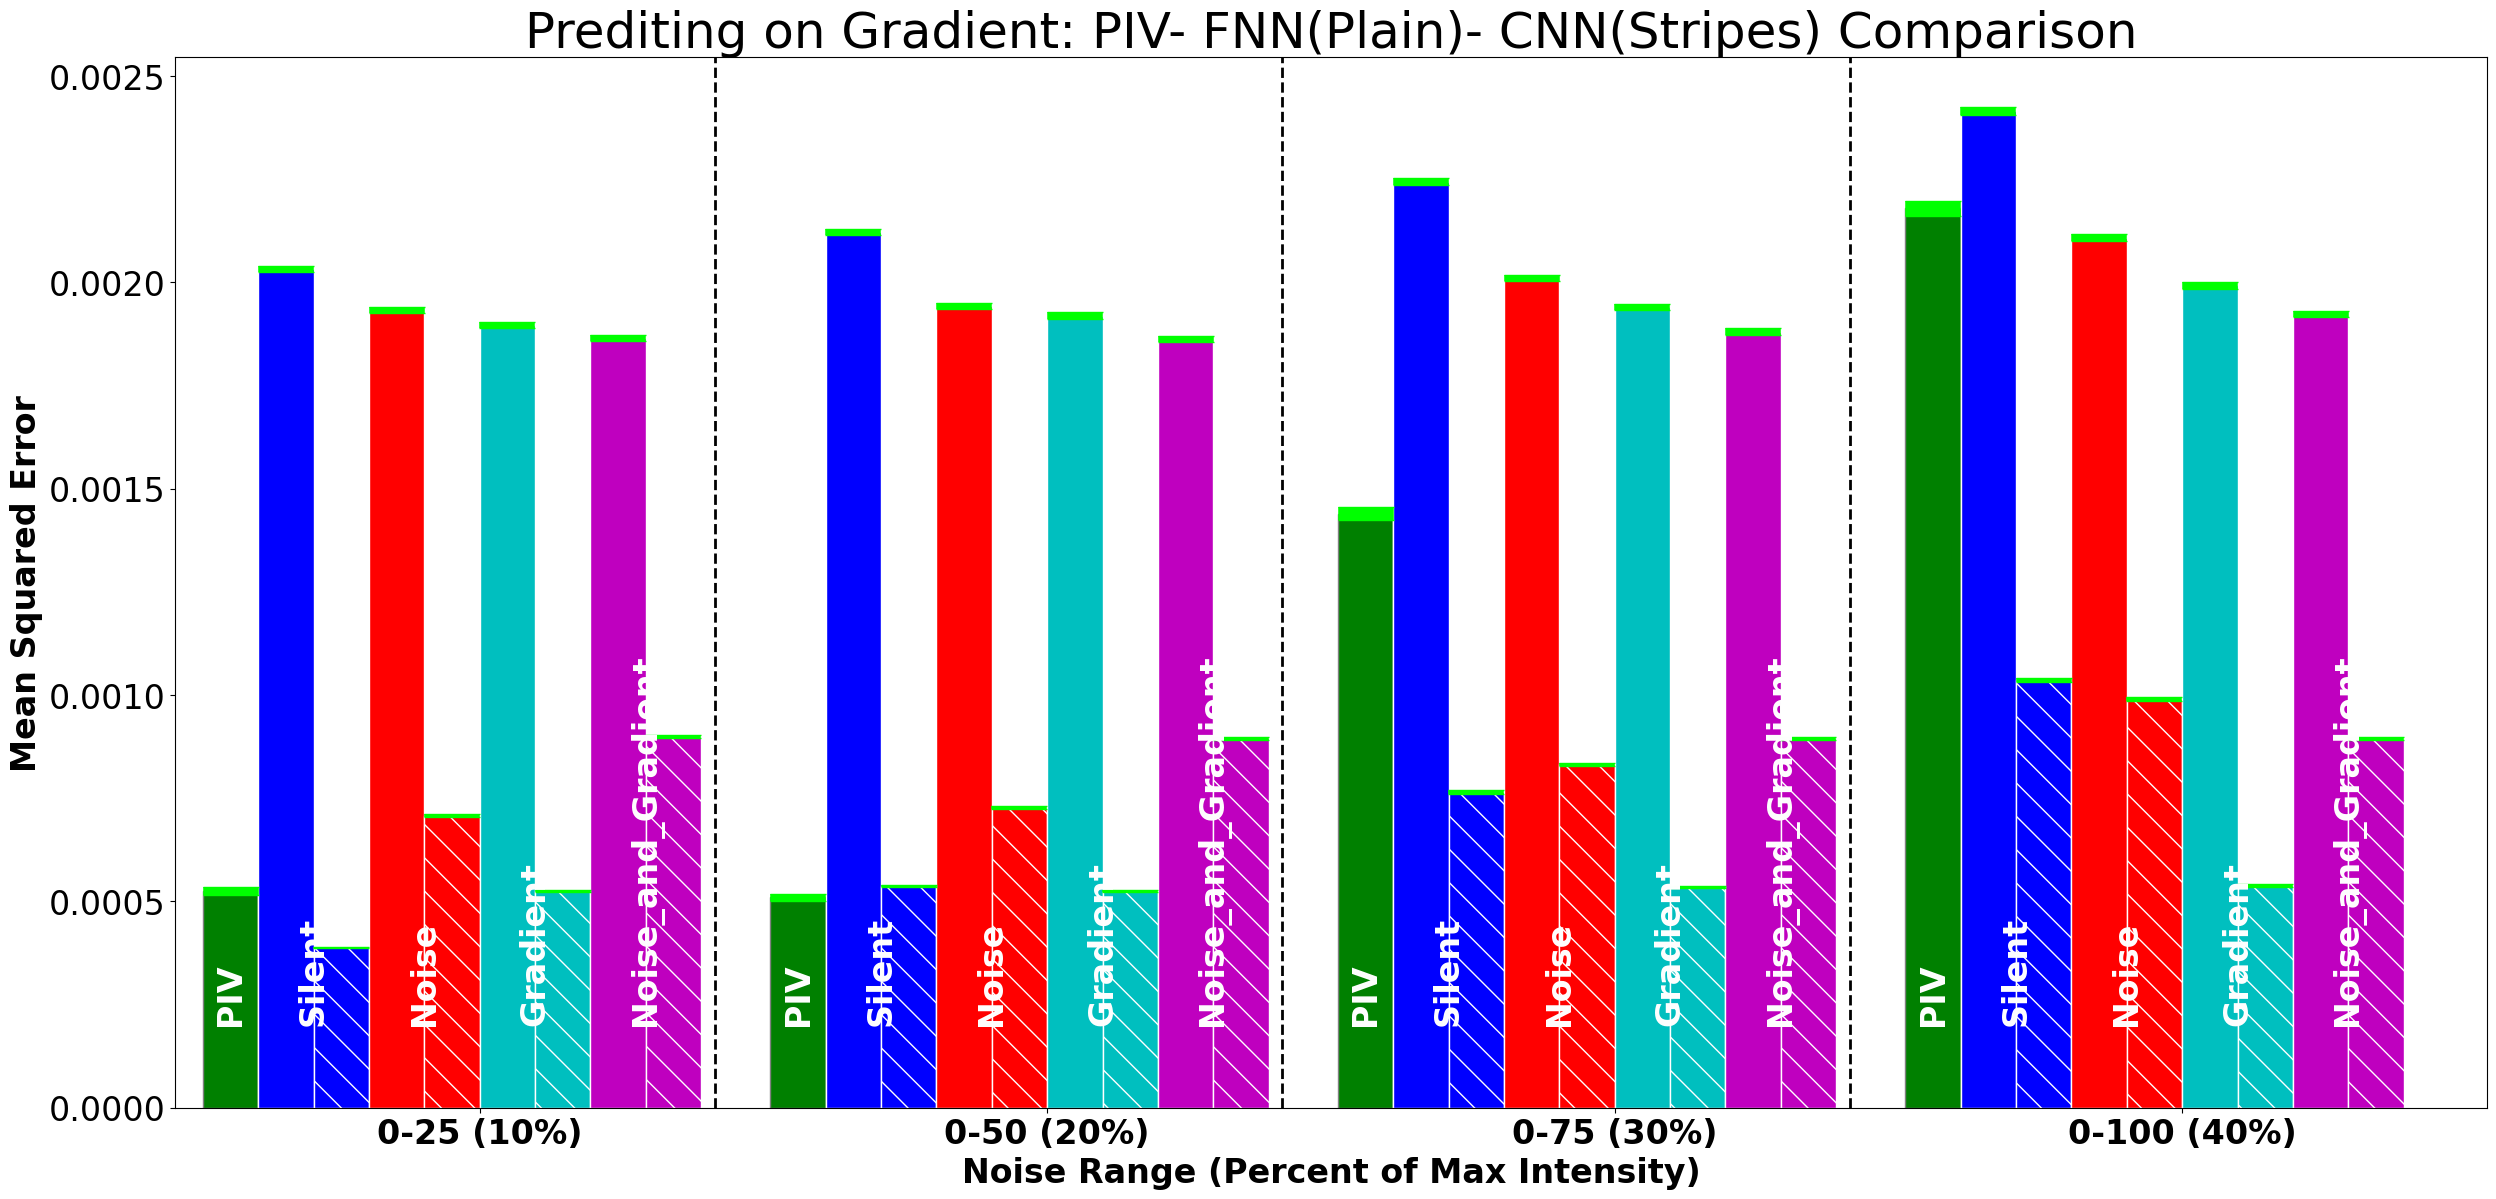 Prediting on Gradient: PIV- FNN(Plain)- CNN(Stripes) Comparison
Mean Squared Error
0.0025
0.0020
0.0015
0.0010
0.0005
0.0000
PIV
Silent
Noise
Gradient
Noise_and_Gradient
PIV
Silent
Noise
Gradient
Noise_and_Gradient
PIV
Silent
Noise
Gradient
Noise_and_Gradient
PIV
Silent
Noise
Gradient
Noise_and_Gradient
0-25 (10%)
0-50 (20%)
0-75 (30%)
0-100 (40%)
Noise Range (Percent of Max Intensity)